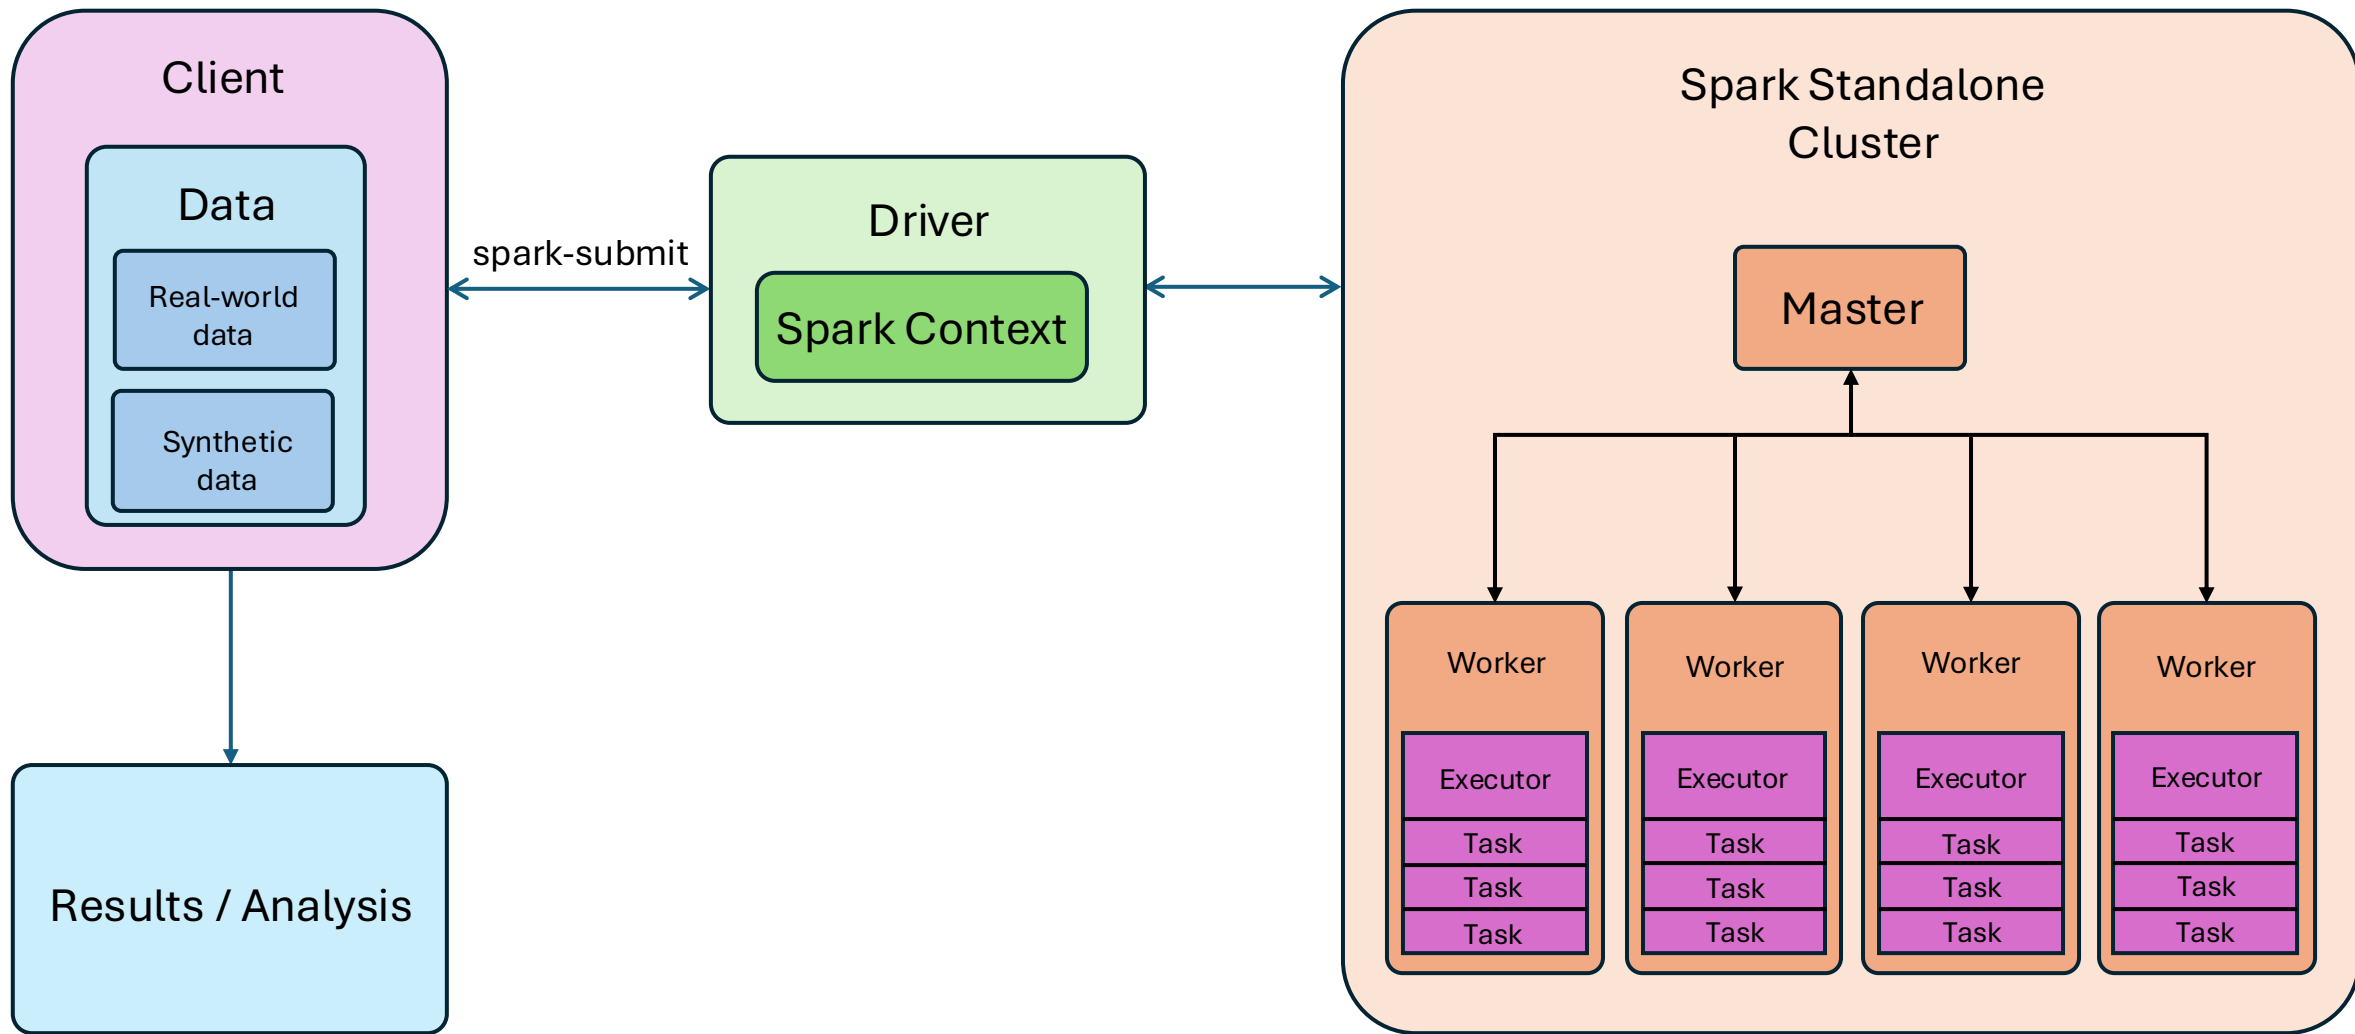 Client
Data
Real-world
data
Synthetic
data
Results / Analysis
spark-submit
Driver
Spark Context
Spark Standalone
Cluster
Master
Worker
Executor
Task
Task
Task
Worker
Executor
Task
Task
Task
Worker
Executor
Task
Task
Task
Worker
Executor
Task
Task
Task